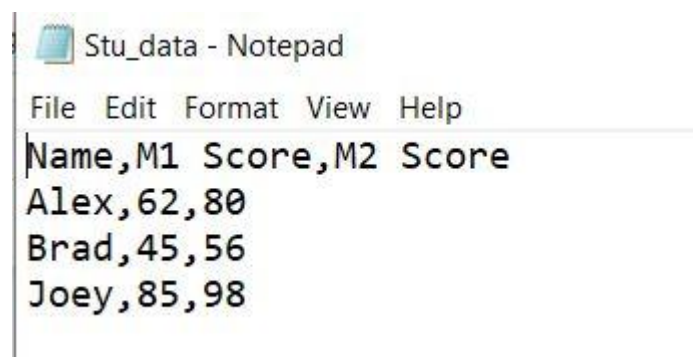 Stu_data - Notepad
File Edit Format View Help
Name,M1 Score,M2 Score
Alex,62,80
Brad,45,56
Joey,85,98